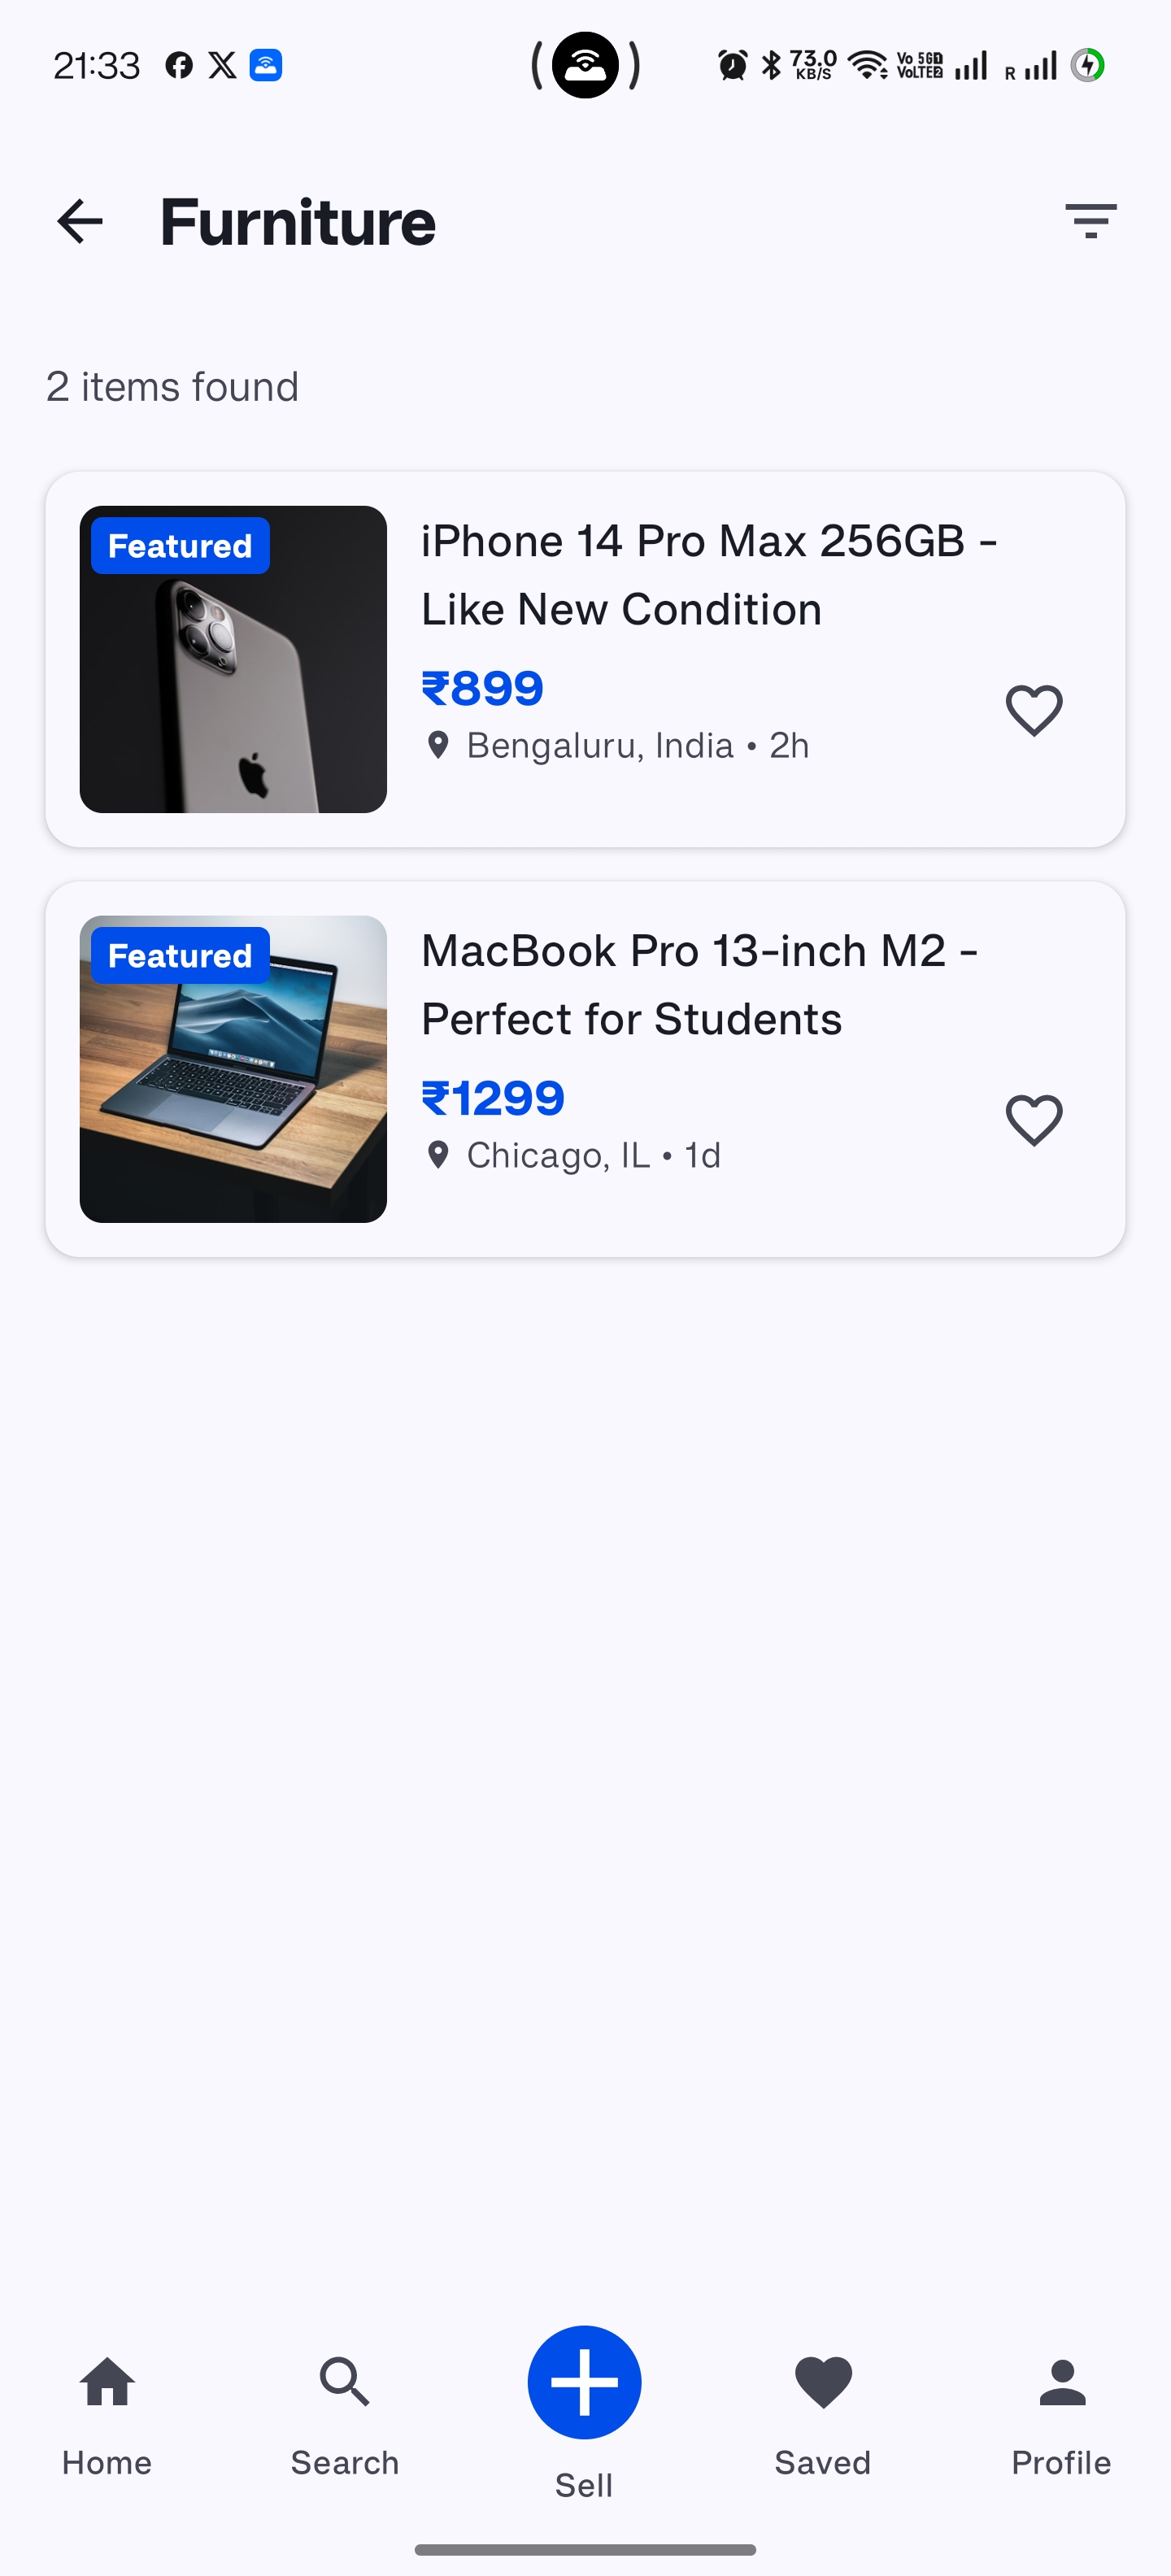 21:33
73.0
KB/S
Vo 5G
VoLTE2
R
Furniture
2 items found
Featured
iPhone 14 Pro Max 256GB -
Like New Condition
₹899
Bengaluru, India • 2h
Featured
MacBook Pro 13-inch M2 -
Perfect for Students
₹1299
Chicago, IL • 1d
Home
Search
Sell
Saved
Profile